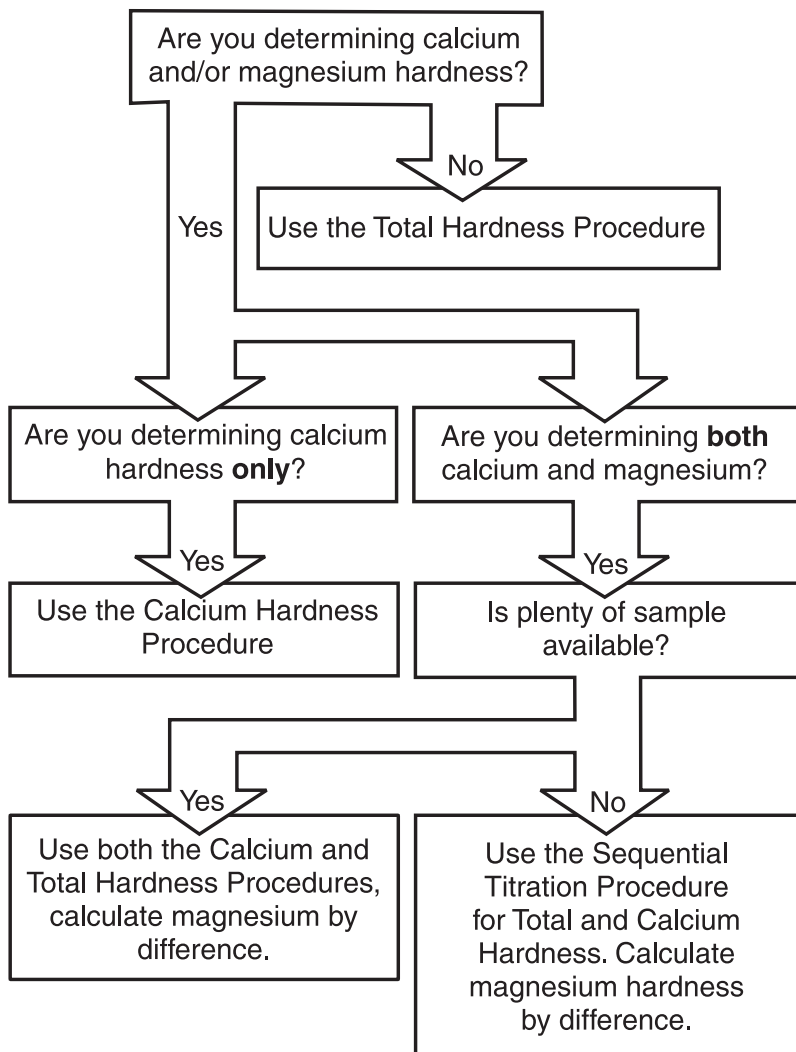 Are you determining calcium
and/or magnesium hardness?
No
Use the Total Hardness Procedure
Yes
Are you determining calcium
hardness only?
Are you determining both
calcium and magnesium?
Yes
Yes
Use the Calcium Hardness
Procedure
Is plenty of sample
available?
Yes
No
Use both the Calcium and
Total Hardness Procedures,
calculate magnesium by
difference.
Use the Sequential
Titration Procedure
for Total and Calcium
Hardness. Calculate
magnesium hardness
by difference.